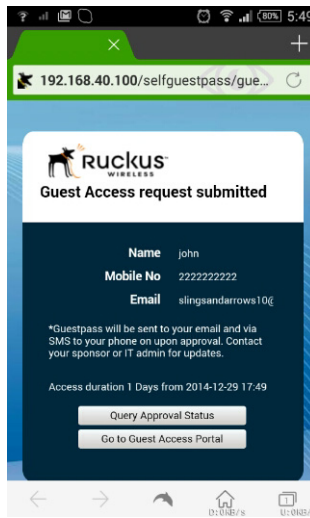 80% 5:49
192.168.40.100/selfguestpass/gue...
Ruckus
WIRELESS
Guest Access request submitted
Name john
Mobile No 2222222222
Email slingsandarrows10@
*Guestpass will be sent to your email and via
SMS to your phone on upon approval. Contact
your sponsor or IT admin for updates.
Access duration 1 Days from 2014-12-29 17:49
Query Approval Status
Go to Guest Access Portal
1
D:0KB/s U:0KB/